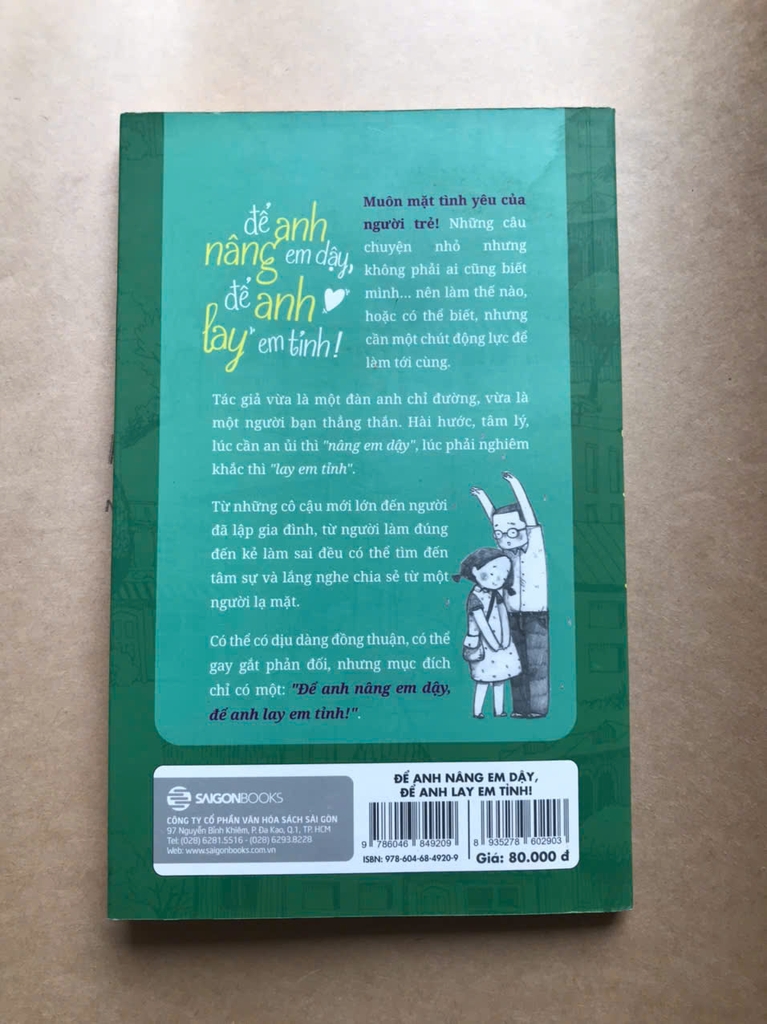 để anh
nâng em dậy,
để anh
lay em tỉnh!
Muôn mặt tình yêu của
người trẻ! Những câu
chuyện nhỏ nhưng
không phải ai cũng biết
mình... nên làm thế nào,
hoặc có thể biết, nhưng
cần một chút động lực để
làm tới cùng.
Tác giả vừa là một đàn anh chỉ đường, vừa là
một người bạn thẳng thắn. Hài hước, tâm lý,
lúc cần an ủi thì "nâng em dậy", lúc phải nghiêm
khắc thì "lay em tỉnh".
Từ những cô cậu mới lớn đến người
đã lập gia đình, từ người làm đúng
đến kẻ làm sai đều có thể tìm đến
tâm sự và lắng nghe chia sẻ từ một
người lạ mặt.
Có thể có dịu dàng đồng thuận, có thể
gay gắt phản đối, nhưng mục đích
chỉ có một: "Để anh nâng em dậy,
để anh lay em tỉnh!".
SAIGONBOOKS
CÔNG TY CỔ PHẦN VĂN HÓA SÁCH SÀI GÒN
97 Nguyễn Bỉnh Khiêm, P. Đa Kao, Q.1, TP. HCM
Tel: (028) 6281.5516 - (028) 6293.8228
Web: www.saigonbooks.com.vn
ĐỂ ANH NÂNG EM DẬY,
ĐỂ ANH LAY EM TỈNH!
9 786046 849209
8 935278 602903
ISBN: 978-604-68-4920-9
Giá: 80.000 đ